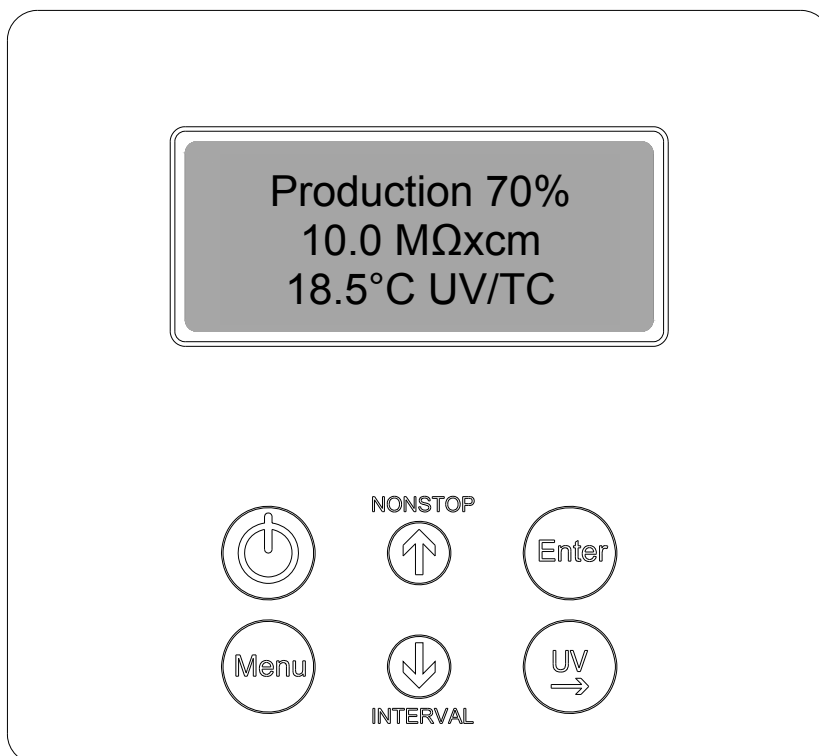 Production 70%
10.0 MΩxcm
18.5°C UV/TC
NONSTOP
Enter
Menu
UV
INTERVAL